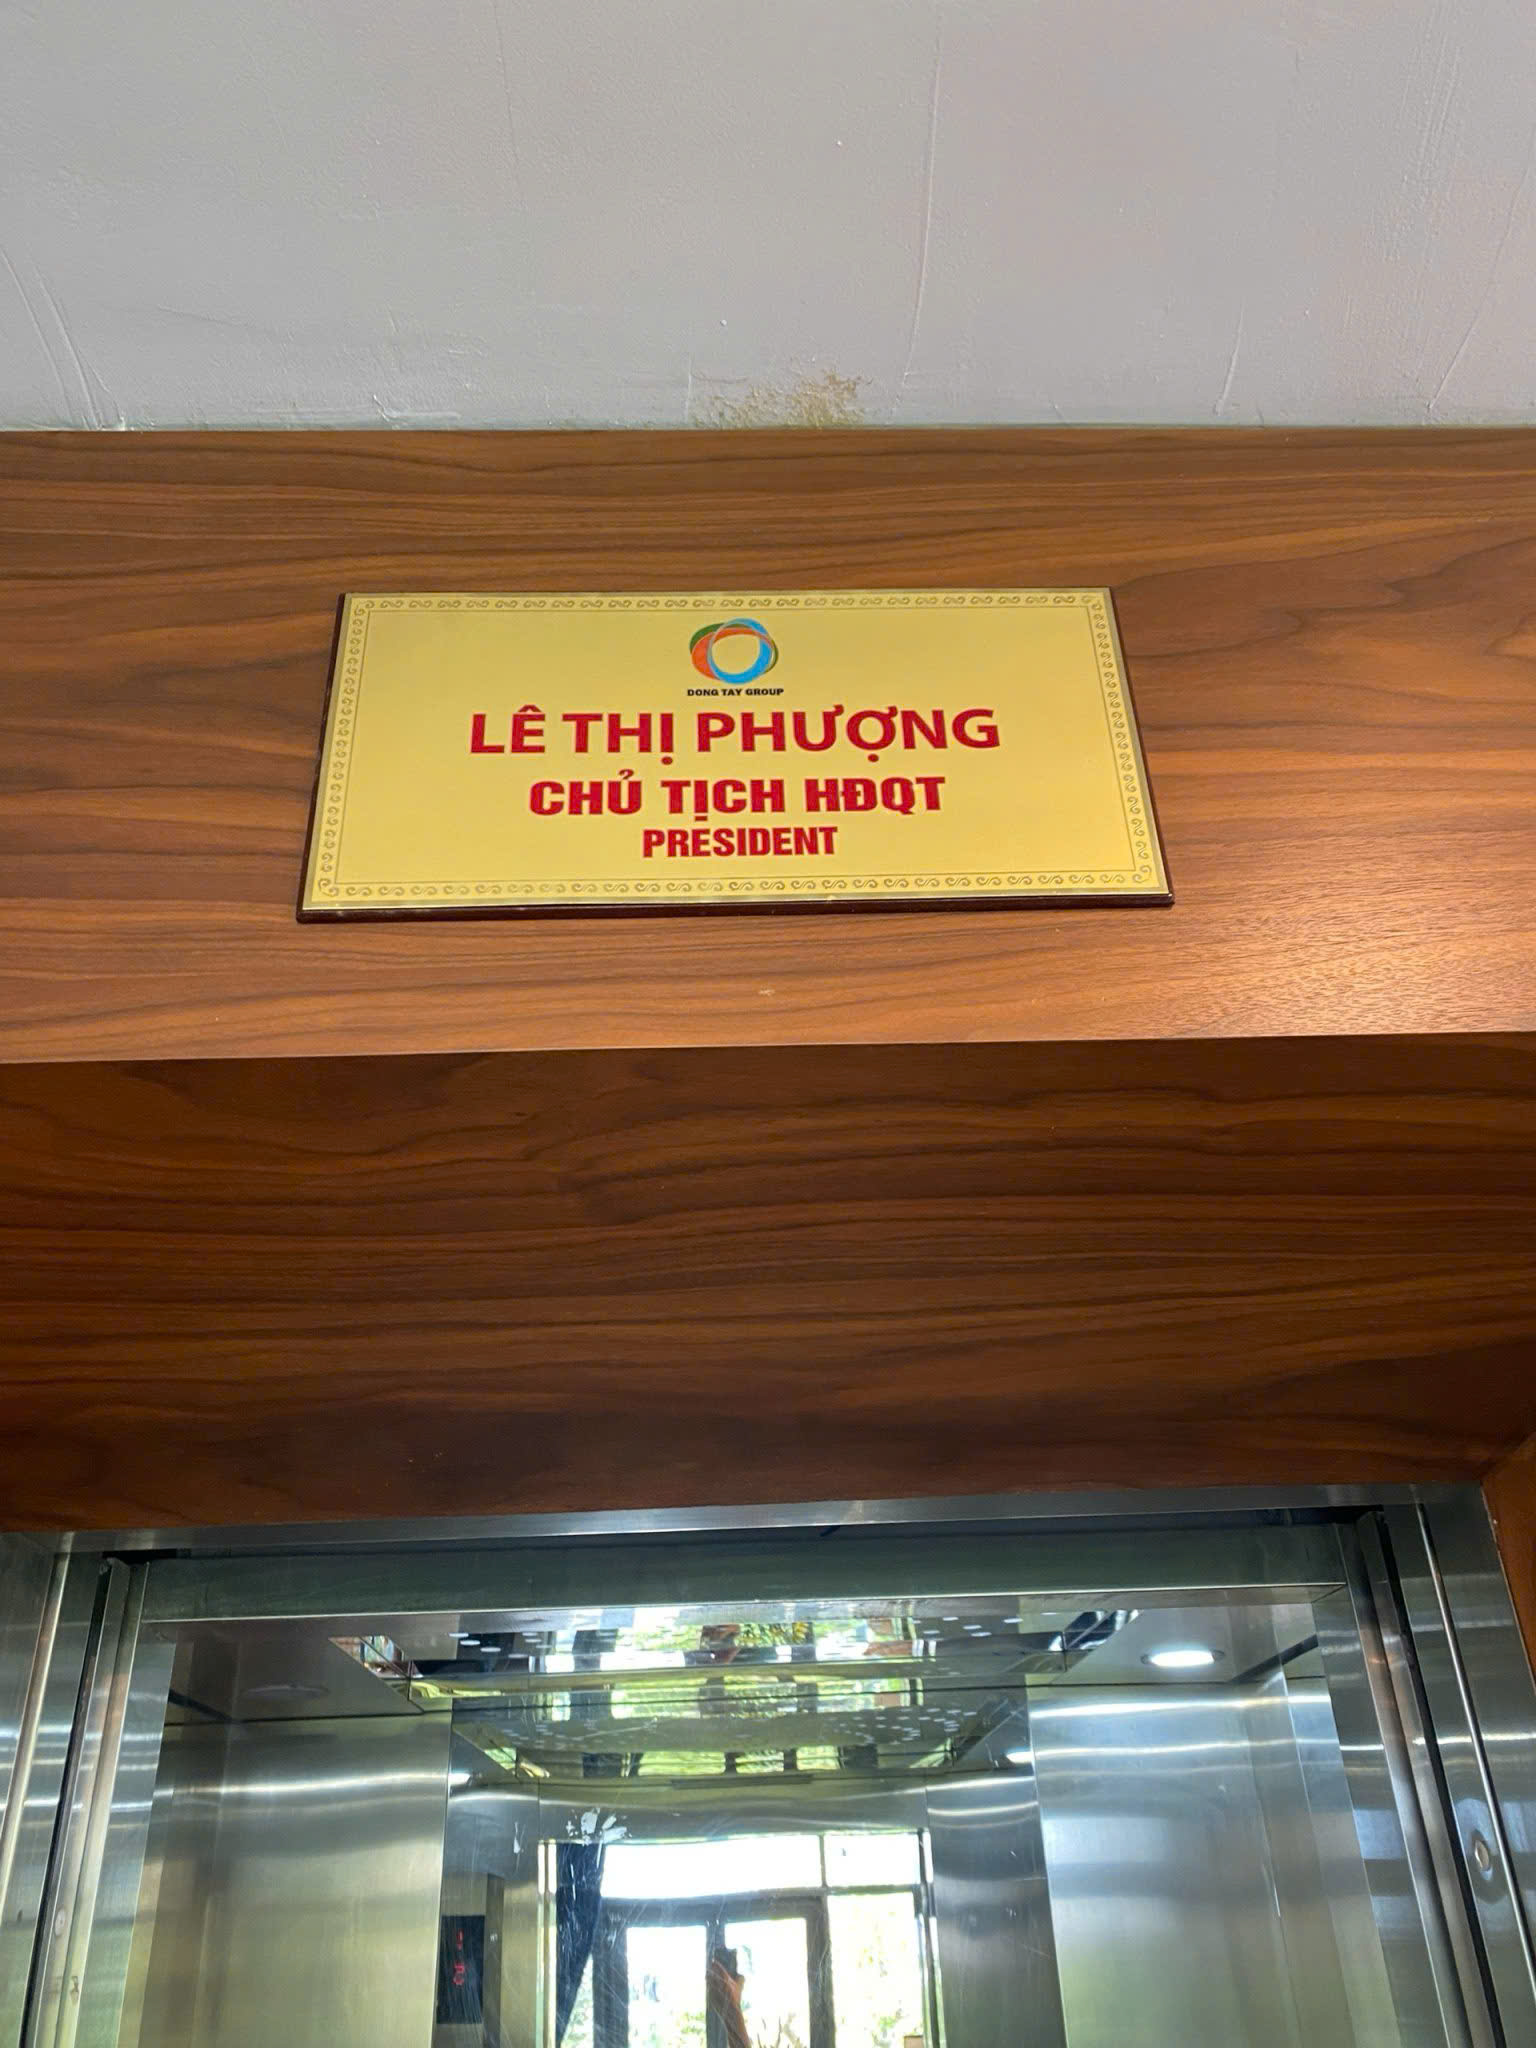 DONG TAY GROUP
LÊ THỊ PHƯỢNG
CHỦ TỊCH HĐQT
PRESIDENT